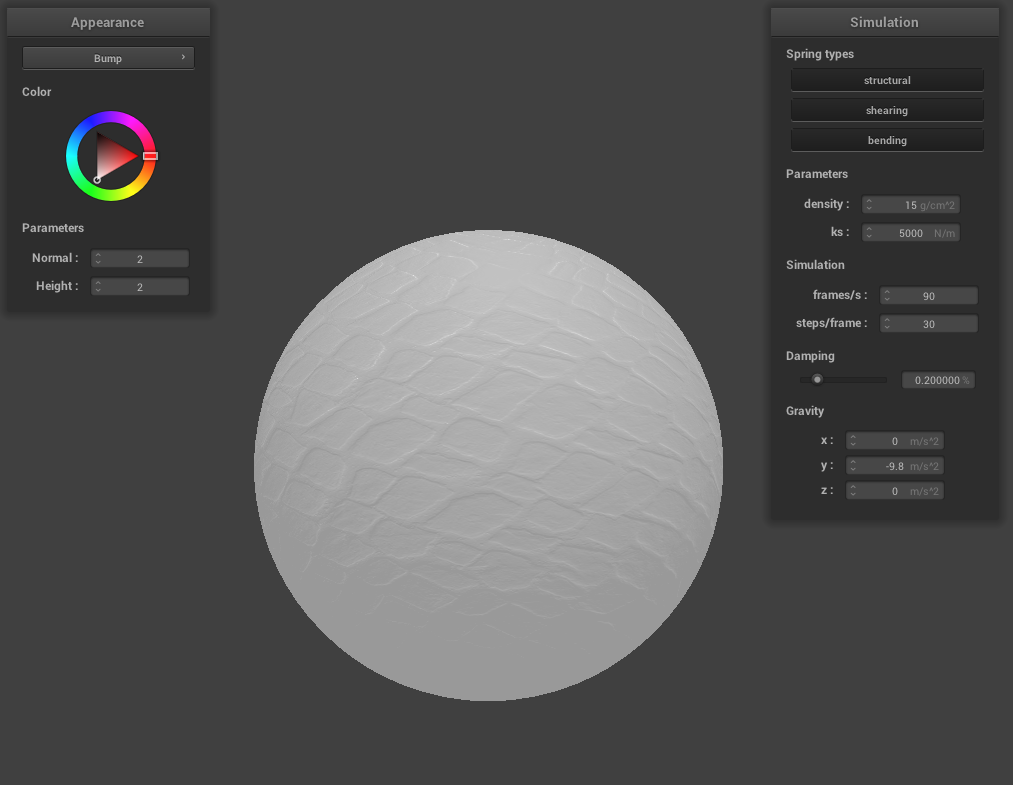 Appearance
Bump
Color
Parameters
Normal : 2
Height : 2
Simulation
Spring types
structural
shearing
bending
Parameters
density : 15 g/cm^2
ks : 5000 N/m
Simulation
frames/s : 90
steps/frame : 30
Damping
0.200000 %
Gravity
x : 0 m/s^2
y : -9.8 m/s^2
z : 0 m/s^2